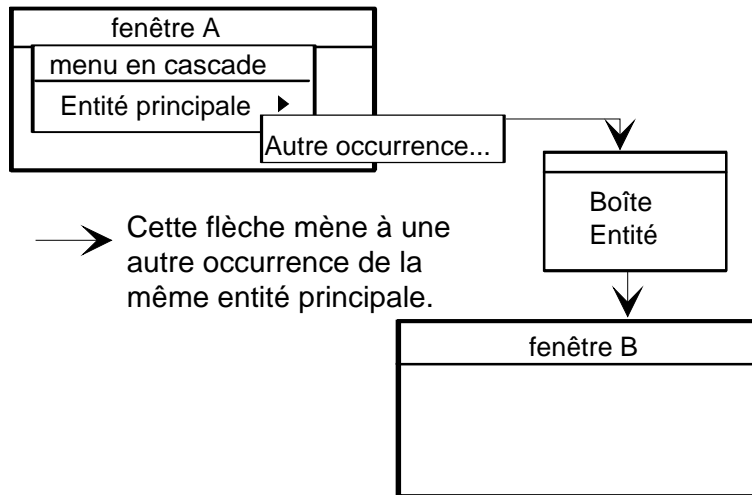 fenêtre A
menu en cascade
Entité principale
Autre occurrence...
Boîte
Entité
Cette flèche mène à une
autre occurrence de la
même entité principale.
fenêtre B